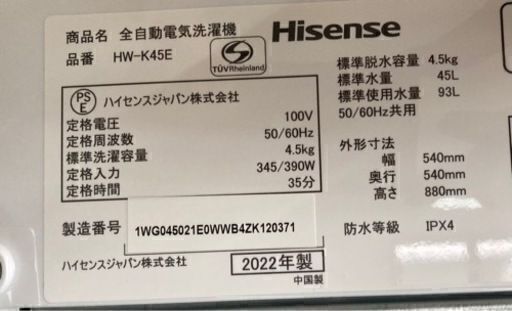 商品名 全自動電気洗濯機
品番 HW-K45E
TÜVRheinland
Hisense
PS
E
ハイセンスジャパン株式会社
定格電圧 100V
定格周波数 50/60Hz
標準洗濯容量 4.5kg
定格入力 345/390W
定格時間 35分
標準脱水容量 4.5kg
標準水量 45L
標準使用水量 93L
50/60Hz共用
外形寸法
幅 540mm
奥行 540mm
高さ 880mm
製造番号 1WG045021E0WWB4ZK120371
防水等級 IPX4
ハイセンスジャパン株式会社
2022年製
中国製